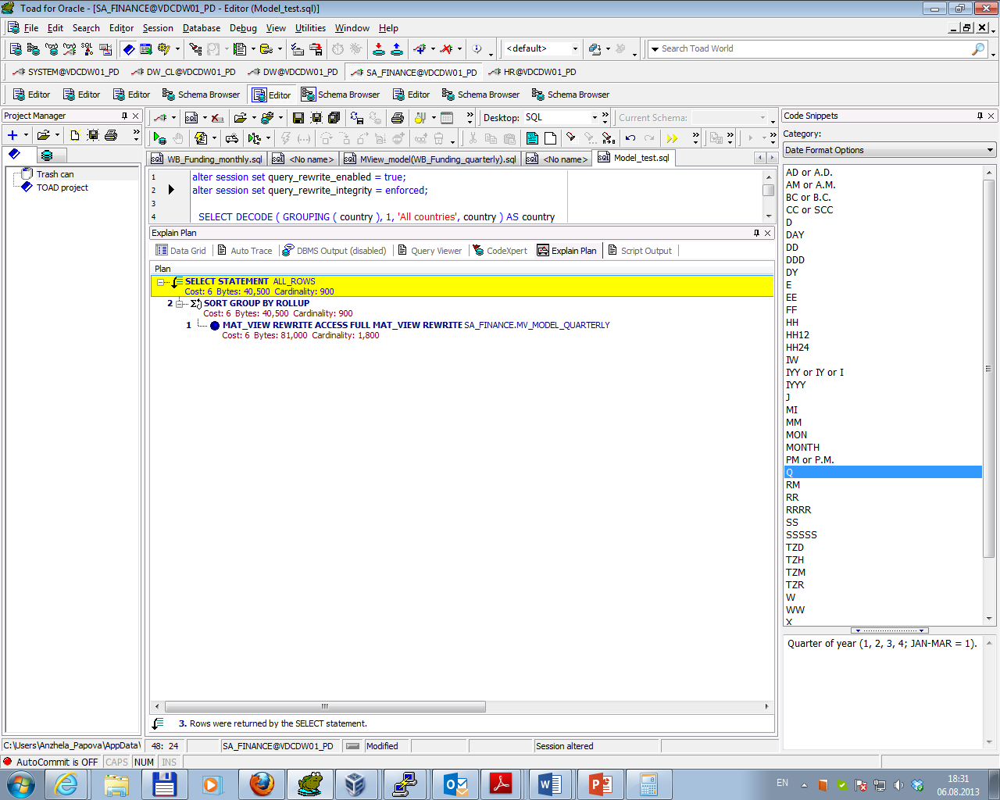 Toad for Oracle - [SA_FINANCE@VDCDW01_PD - Editor (Model_test.sql)]
File Edit Search Editor Session Database Debug View Utilities Window Help
<default> Search Toad World
SYSTEM@VDCDW01_PD DW_CL@VDCDW01_PD DW@VDCDW01_PD SA_FINANCE@VDCDW01_PD HR@VDCDW01_PD
Editor Editor Editor Schema Browser Editor Schema Browser Editor Schema Browser Schema Browser
Project Manager
Desktop: SQL Current Schema:
WB_Funding_monthly.sql <No name> MView_model(WB_Funding_quarterly).sql <No name> Model_test.sql
Trash can
TOAD project
1 alter session set query_rewrite_enabled = true;
2 alter session set query_rewrite_integrity = enforced;
3
4 SELECT DECODE ( GROUPING ( country ), 1, 'All countries', country ) AS country
Explain Plan
Data Grid Auto Trace DBMS Output (disabled) Query Viewer CodeXpert Explain Plan Script Output
Plan
SELECT STATEMENT ALL_ROWS
Cost: 6 Bytes: 40,500 Cardinality: 900
2 SORT GROUP BY ROLLUP
Cost: 6 Bytes: 40,500 Cardinality: 900
1 MAT_VIEW REWRITE ACCESS FULL MAT_VIEW REWRITE SA_FINANCE.MV_MODEL_QUARTERLY
Cost: 6 Bytes: 81,000 Cardinality: 1,800
3. Rows were returned by the SELECT statement.
Code Snippets
Category:
Date Format Options
AD or A.D.
AM or A.M.
BC or B.C.
CC or SCC
D
DAY
DD
DDD
DY
E
EE
FF
HH
HH12
HH24
IW
IYY or IY or I
IYYY
J
MI
MM
MON
MONTH
PM or P.M.
Q
RM
RR
RRRR
SS
SSSSS
TZD
TZH
TZM
TZR
W
WW
X
Quarter of year (1, 2, 3, 4; JAN-MAR = 1).
C:\Users\Anzhela_Papova\AppData\ 48: 24 SA_FINANCE@VDCDW01_PD Modified Session altered
AutoCommit is OFF CAPS NUM INS
EN 18:31
06.08.2013